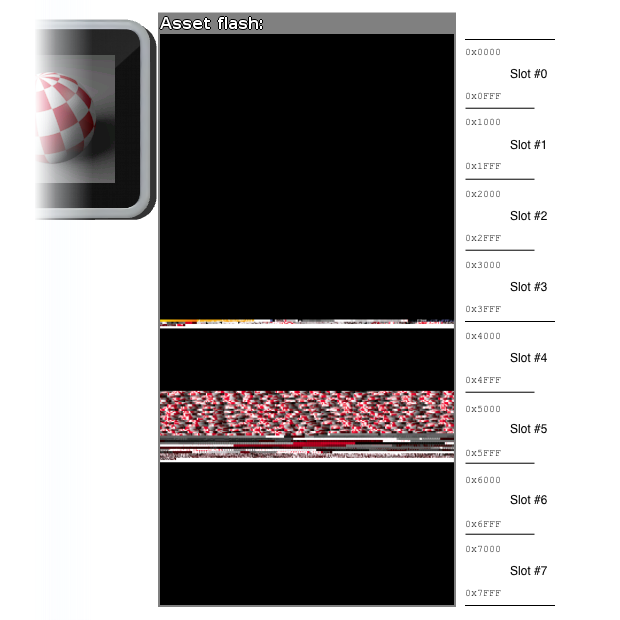 Asset flash:
0x0000
Slot #0
0x0FFF
0x1000
Slot #1
0x1FFF
0x2000
Slot #2
0x2FFF
0x3000
Slot #3
0x3FFF
0x4000
Slot #4
0x4FFF
0x5000
Slot #5
0x5FFF
0x6000
Slot #6
0x6FFF
0x7000
Slot #7
0x7FFF